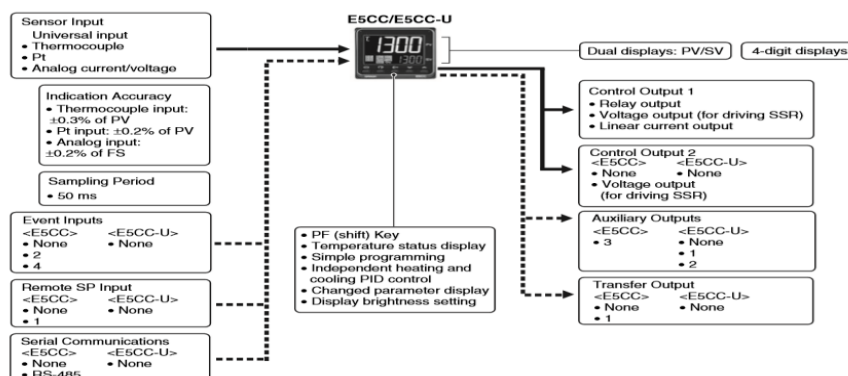 E5CC/E5CC-U
Sensor Input
Universal input
• Thermocouple
• Pt
• Analog current/voltage
1300
1300
Dual displays: PV/SV
4-digit displays
Indication Accuracy
• Thermocouple input:
±0.3% of PV
• Pt input: ±0.2% of PV
• Analog input:
±0.2% of FS
Sampling Period
• 50 ms
Event Inputs
<E5CC> <E5CC-U>
• None • None
• 2
• 4
Remote SP Input
<E5CC> <E5CC-U>
• None • None
• 1
Serial Communications
<E5CC> <E5CC-U>
• None • None
• RS-485
• PF (shift) Key
• Temperature status display
• Simple programming
• Independent heating and
cooling PID control
• Changed parameter display
• Display brightness setting
Control Output 1
• Relay output
• Voltage output (for driving SSR)
• Linear current output
Control Output 2
<E5CC> <E5CC-U>
• None • None
• Voltage output
(for driving SSR)
Auxiliary Outputs
<E5CC> <E5CC-U>
• 3 • None
• 1
• 2
Transfer Output
<E5CC> <E5CC-U>
• None • None
• 1